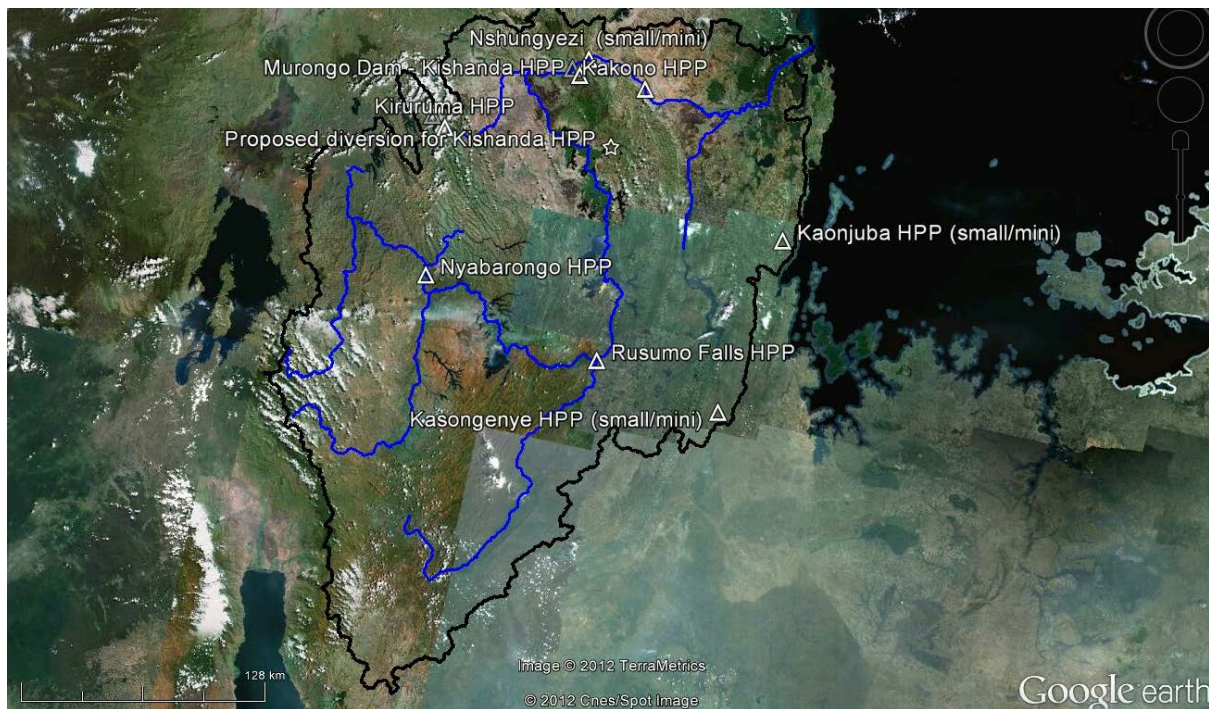 Nshungyezi (small/mini)
Murongo Dam - Kishanda HPP
Kakono HPP
Kiruruma HPP
Proposed diversion for Kishanda HPP
Kaonjuba HPP (small/mini)
Nyabarongo HPP
Rusumo Falls HPP
Kasongenye HPP (small/mini)
Image © 2012 TerraMetrics
128 km
© 2012 Cnes/Spot Image
Google earth